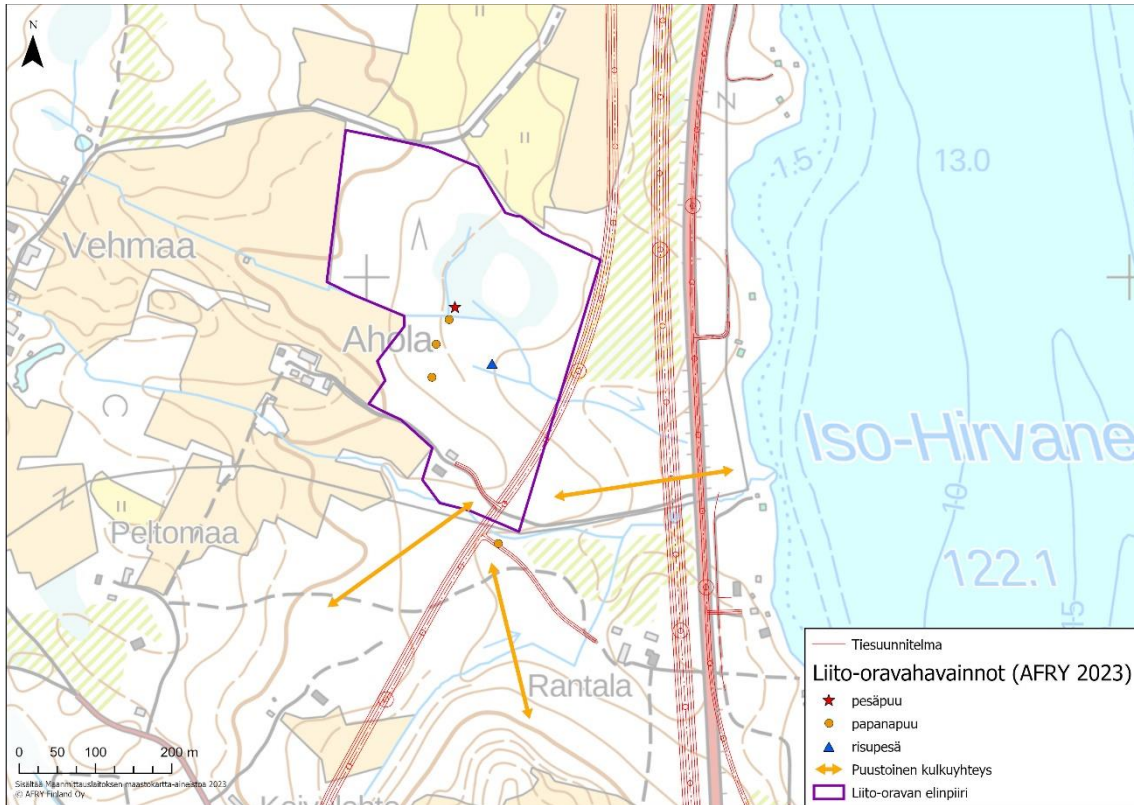 N
1.5
13.0
Vehmaa
Ahola
Iso-Hirvane
10
Peltomaa
122.1
15
Rantala
0 50 100 200 m
Sisältää Maanmittauslaitoksen maastokartta-aineistoa 2023
© AFRY Finland Oy
Tiesuunnitelma
Liito-oravahavainnot (AFRY 2023)
pesäpuu
papanapuu
risupesä
Puustoinen kulkuyhteys
Liito-oravan elinpiiri